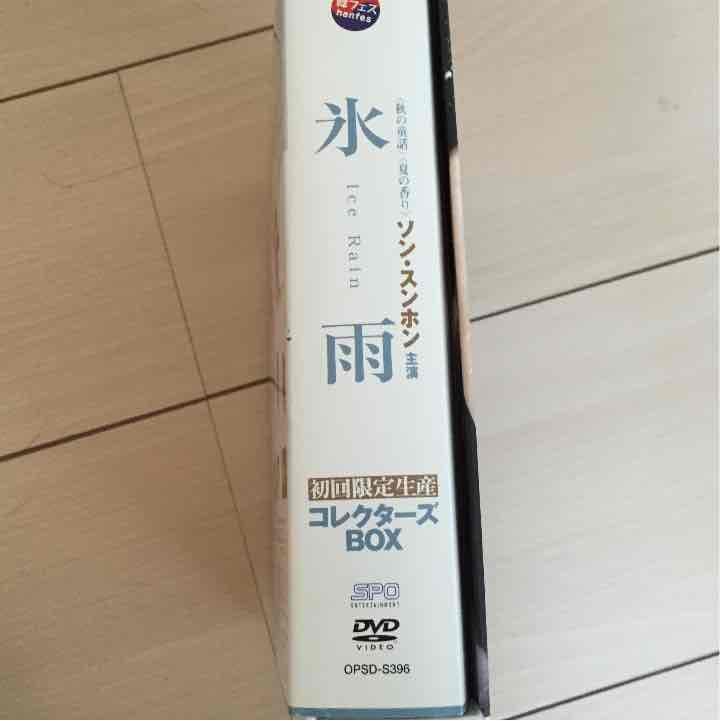 韓フェス
hanfes
〈秋の童話〉〈夏の香り〉ソン・スンホン主演
氷雨
Ice Rain
初回限定生産
コレクターズ
BOX
SPO
ENTERTAINMENT
DVD
VIDEO
OPSD-S396